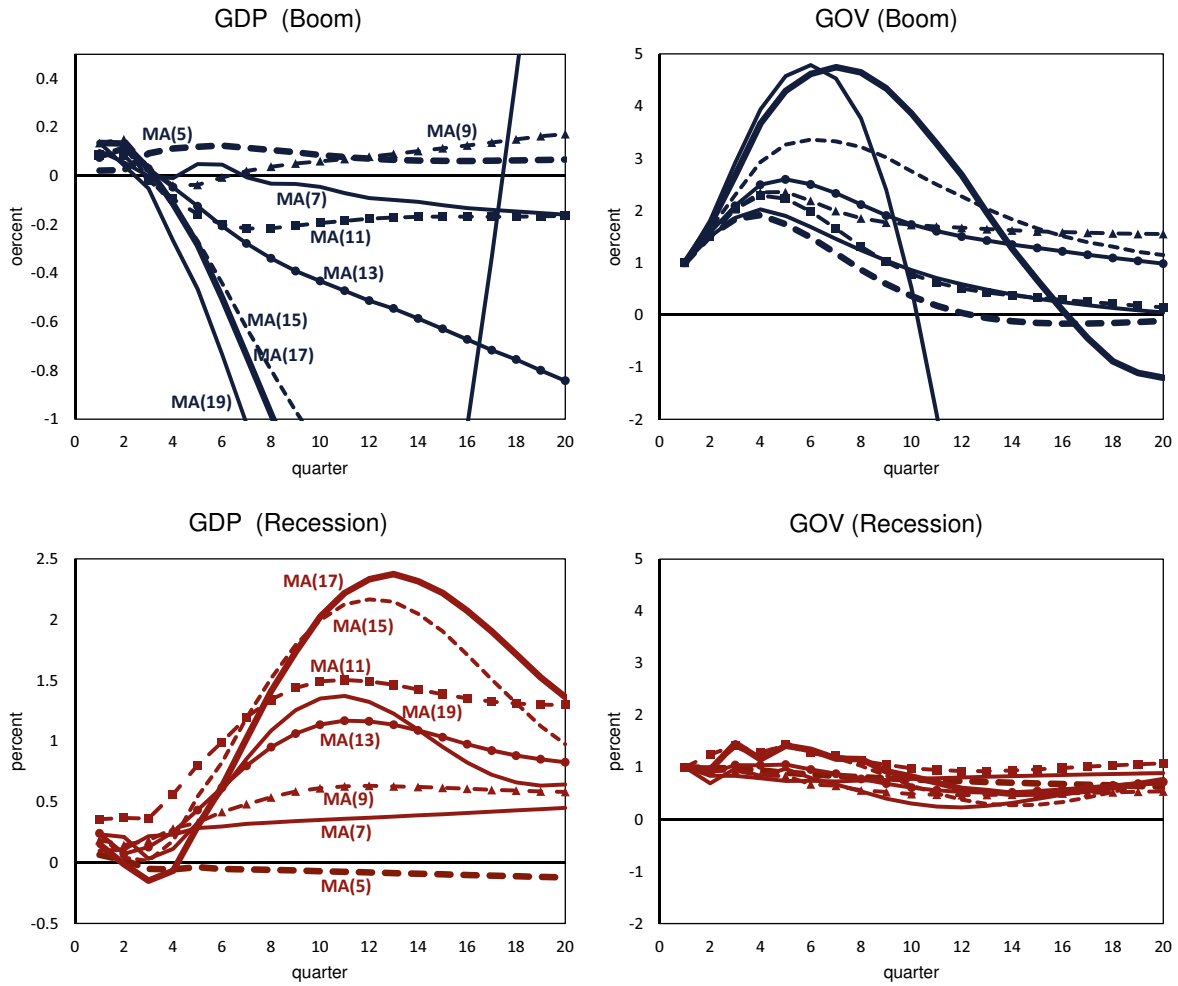 GDP (Boom)
0.4
0.2
0
-0.2
-0.4
-0.6
-0.8
-1
oercent
MA(5)
MA(9)
MA(7)
MA(11)
MA(13)
MA(15)
MA(17)
MA(19)
0 2 4 6 8 10 12 14 16 18 20
quarter
GOV (Boom)
5
4
3
2
1
0
-1
-2
oercent
0 2 4 6 8 10 12 14 16 18 20
quarter
GDP (Recession)
2.5
2
1.5
1
0.5
0
-0.5
percent
MA(17)
MA(15)
MA(11)
MA(19)
MA(13)
MA(9)
MA(7)
MA(5)
0 2 4 6 8 10 12 14 16 18 20
quarter
GOV (Recession)
5
4
3
2
1
0
-1
-2
percent
0 2 4 6 8 10 12 14 16 18 20
quarter